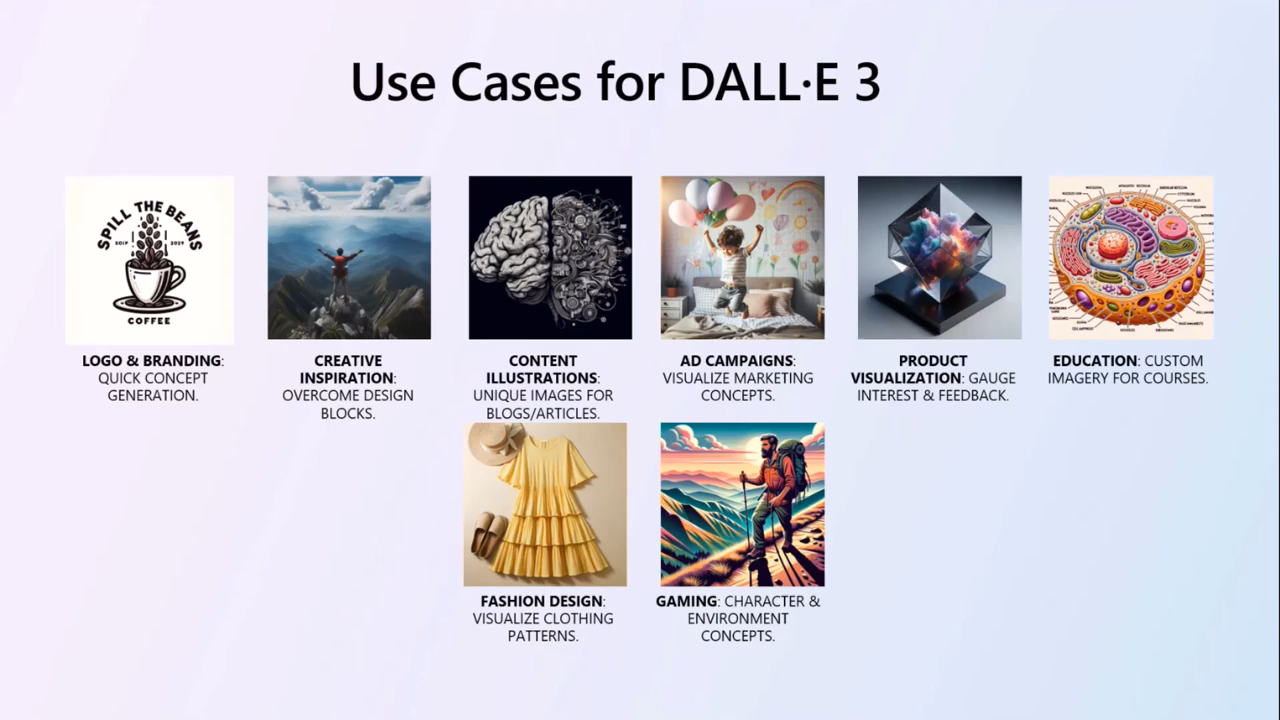 Use Cases for DALL·E 3
SPILL THE BEANS
COFFEE
LOGO & BRANDING:
QUICK CONCEPT
GENERATION.
CREATIVE
INSPIRATION:
OVERCOME DESIGN
BLOCKS.
CONTENT
ILLUSTRATIONS:
UNIQUE IMAGES FOR
BLOGS/ARTICLES.
AD CAMPAIGNS:
VISUALIZE MARKETING
CONCEPTS.
PRODUCT
VISUALIZATION: GAUGE
INTEREST & FEEDBACK.
EDUCATION: CUSTOM
IMAGERY FOR COURSES.
FASHION DESIGN:
VISUALIZE CLOTHING
PATTERNS.
GAMING: CHARACTER &
ENVIRONMENT
CONCEPTS.